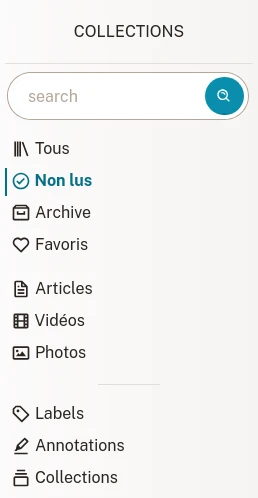 COLLECTIONS
search
Tous
Non lus
Archive
Favoris
Articles
Vidéos
Photos
Labels
Annotations
Collections